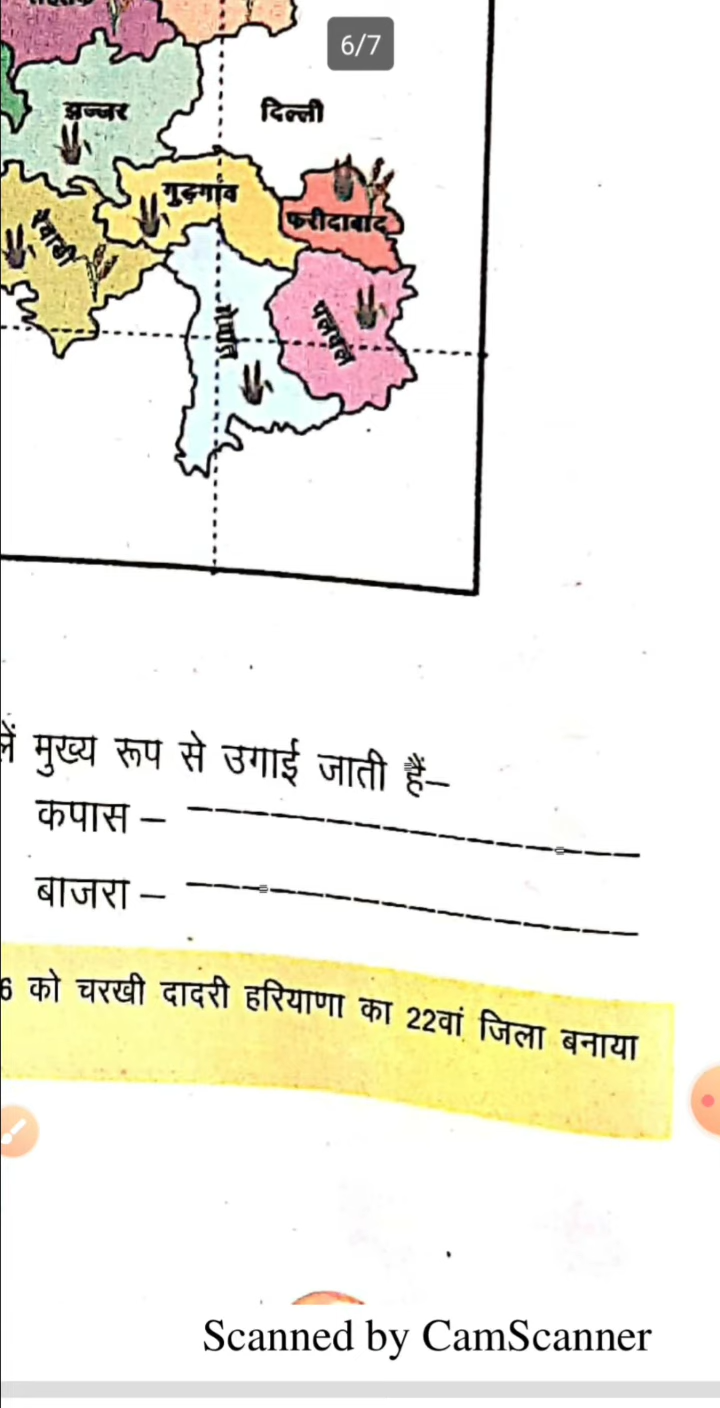 6/7
झज्जर
दिल्ली
गुड़गांव
फरीदाबाद
रेवाड़ी
मेवात
पलवल
लें मुख्य रूप से उगाई जाती हैं–
कपास –
बाजरा –
6 को चरखी दादरी हरियाणा का 22वां जिला बनाया
Scanned by CamScanner